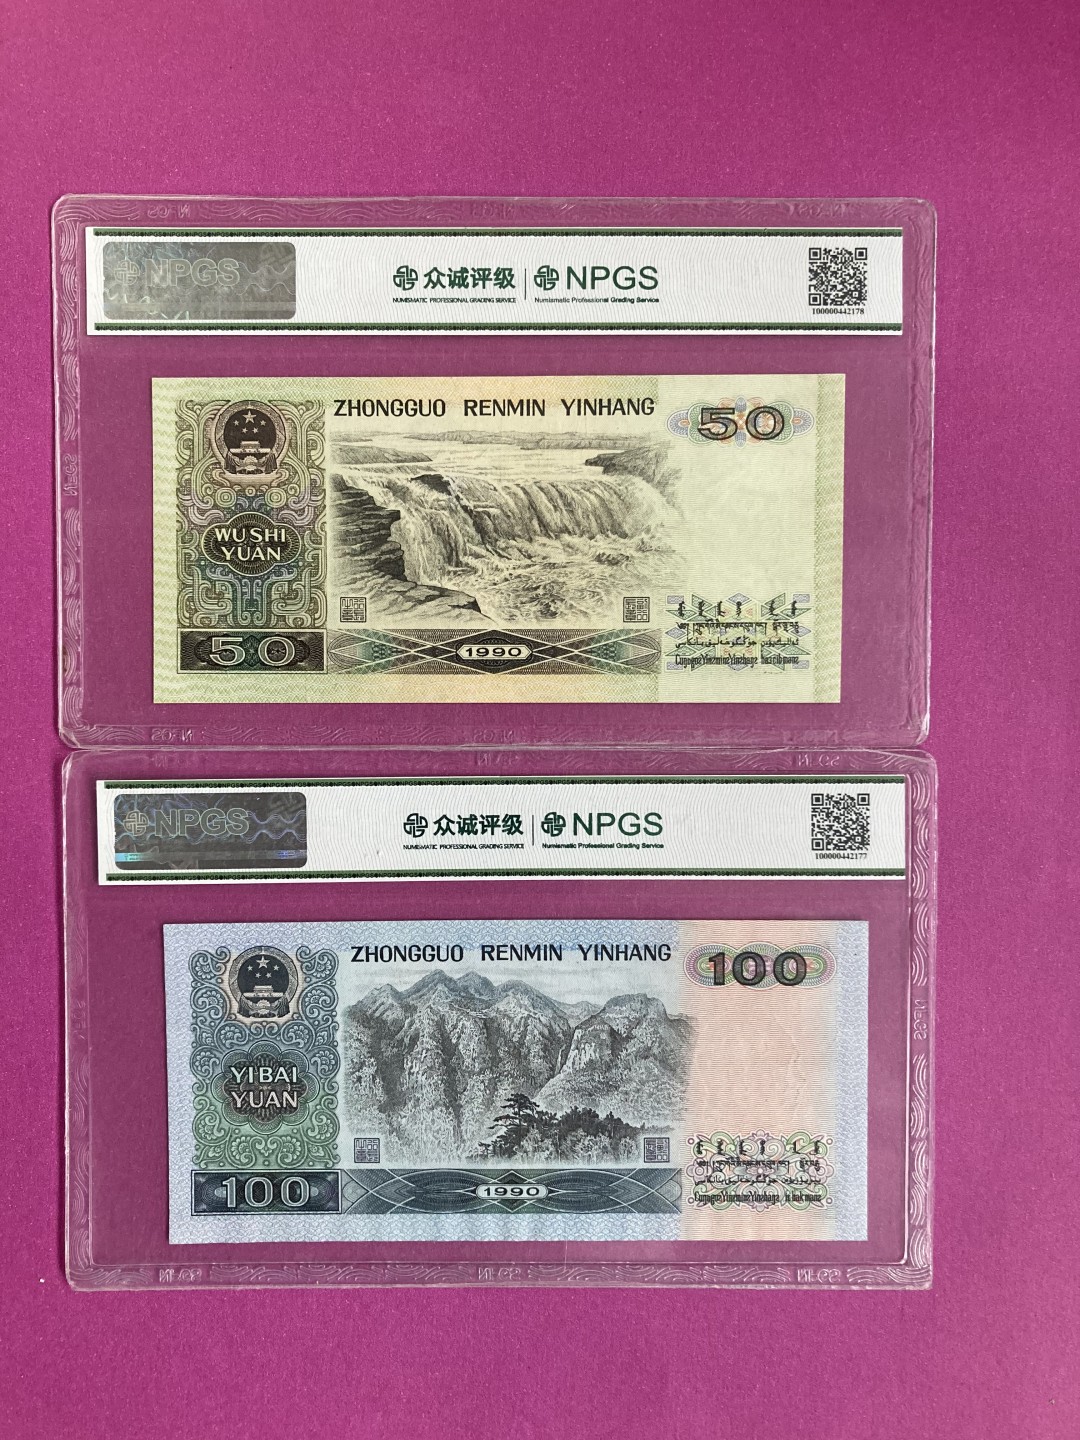 NPGS
众诚评级 NPGS
NUMISMATIC PROFESSIONAL GRADING SERVICE Numismatic Professional Grading Service
100000442178
ZHONGGUO RENMIN YINHANG
50
WU SHI
YUAN
50
1990
NPGS
众诚评级 NPGS
NUMISMATIC PROFESSIONAL GRADING SERVICE Numismatic Professional Grading Service
100000442177
ZHONGGUO RENMIN YINHANG
100
YI BAI
YUAN
100
1990